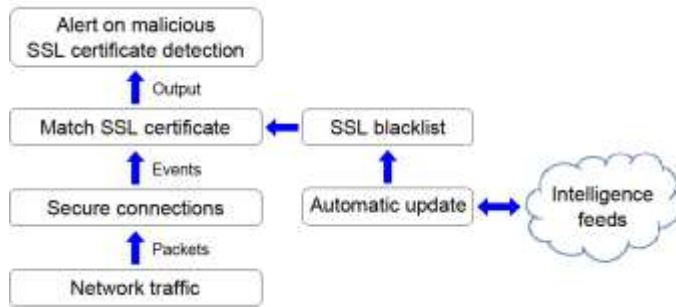 Alert on malicious
SSL certificate detection
Output
Match SSL certificate
SSL blacklist
Events
Secure connections
Automatic update
Intelligence
feeds
Packets
Network traffic